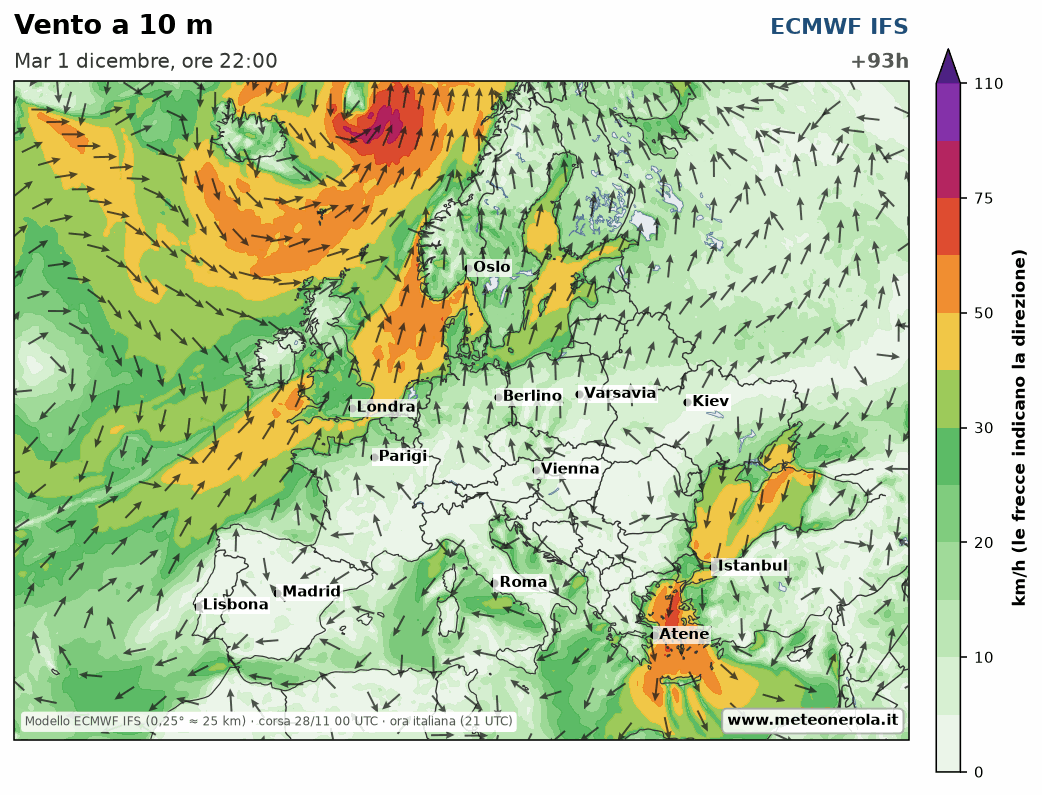 Vento a 10 m
ECMWF IFS
Mar 1 dicembre, ore 22:00
+93h
110
75
50
30
20
10
0
km/h (le frecce indicano la direzione)
Oslo
Londra
Berlino
Varsavia
Kiev
Parigi
Vienna
Istanbul
Roma
Madrid
Lisbona
Atene
Modello ECMWF IFS (0,25° ≈ 25 km) · corsa 28/11 00 UTC · ora italiana (21 UTC)
www.meteonerola.it